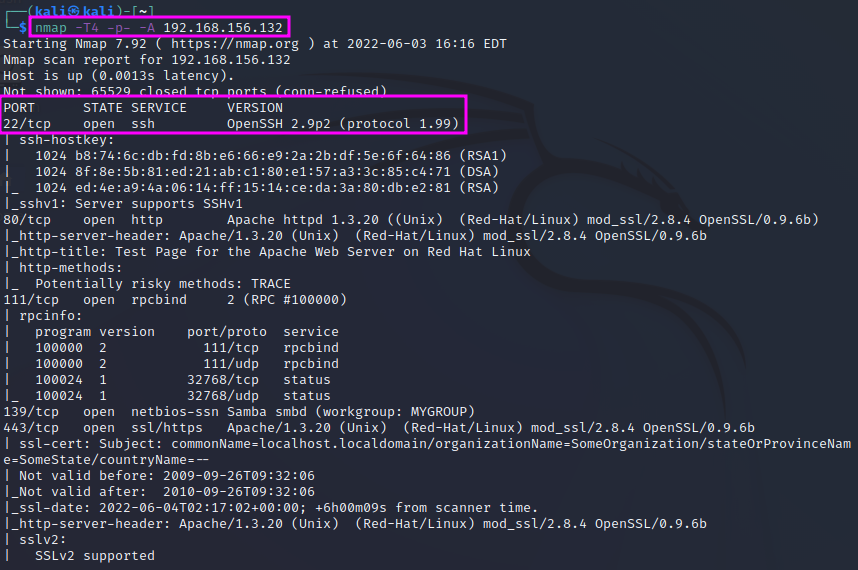 ┌──(kali㉿kali)-[~]
└─$ nmap -T4 -p- -A 192.168.156.132
Starting Nmap 7.92 ( https://nmap.org ) at 2022-06-03 16:16 EDT
Nmap scan report for 192.168.156.132
Host is up (0.0013s latency).
Not shown: 65529 closed tcp ports (conn-refused)
PORT      STATE SERVICE     VERSION
22/tcp    open  ssh         OpenSSH 2.9p2 (protocol 1.99)
| ssh-hostkey:
|   1024 b8:74:6c:db:fd:8b:e6:66:e9:2a:2b:df:5e:6f:64:86 (RSA1)
|   1024 8f:8e:5b:81:ed:21:ab:c1:80:e1:57:a3:3c:85:c4:71 (DSA)
|_  1024 ed:4e:a9:4a:06:14:ff:15:14:ce:da:3a:80:db:e2:81 (RSA)
|_sshv1: Server supports SSHv1
80/tcp    open  http        Apache httpd 1.3.20 ((Unix)  (Red-Hat/Linux) mod_ssl/2.8.4 OpenSSL/0.9.6b)
|_http-server-header: Apache/1.3.20 (Unix)  (Red-Hat/Linux) mod_ssl/2.8.4 OpenSSL/0.9.6b
|_http-title: Test Page for the Apache Web Server on Red Hat Linux
| http-methods:
|_  Potentially risky methods: TRACE
111/tcp   open  rpcbind     2 (RPC #100000)
| rpcinfo:
|   program version    port/proto  service
|   100000  2            111/tcp   rpcbind
|   100000  2            111/udp   rpcbind
|   100024  1          32768/tcp   status
|_  100024  1          32768/udp   status
139/tcp   open  netbios-ssn Samba smbd (workgroup: MYGROUP)
443/tcp   open  ssl/https   Apache/1.3.20 (Unix)  (Red-Hat/Linux) mod_ssl/2.8.4 OpenSSL/0.9.6b
| ssl-cert: Subject: commonName=localhost.localdomain/organizationName=SomeOrganization/stateOrProvinceNam
e=SomeState/countryName=--
| Not valid before: 2009-09-26T09:32:06
|_Not valid after:  2010-09-26T09:32:06
|_ssl-date: 2022-06-04T02:17:02+00:00; +6h00m09s from scanner time.
|_http-server-header: Apache/1.3.20 (Unix)  (Red-Hat/Linux) mod_ssl/2.8.4 OpenSSL/0.9.6b
| sslv2:
|   SSLv2 supported